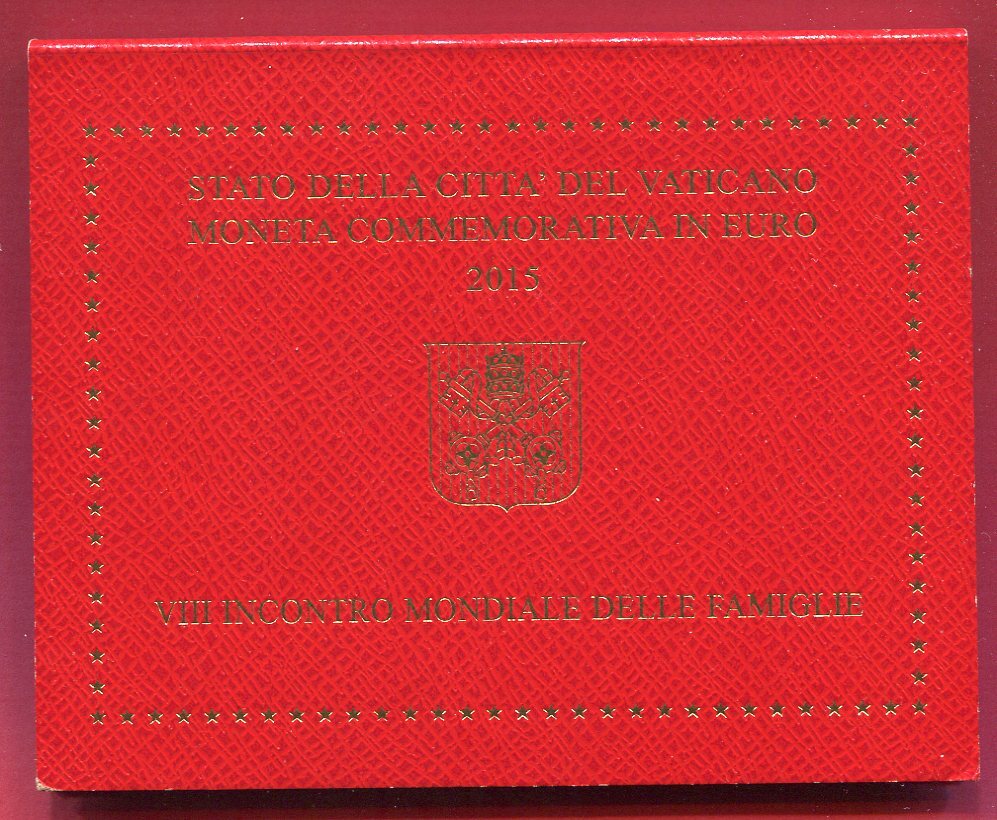 STATO DELLA CITTA' DEL VATICANO
MONETA COMMEMORATIVA IN EURO
2015
VIII INCONTRO MONDIALE DELLE FAMIGLIE